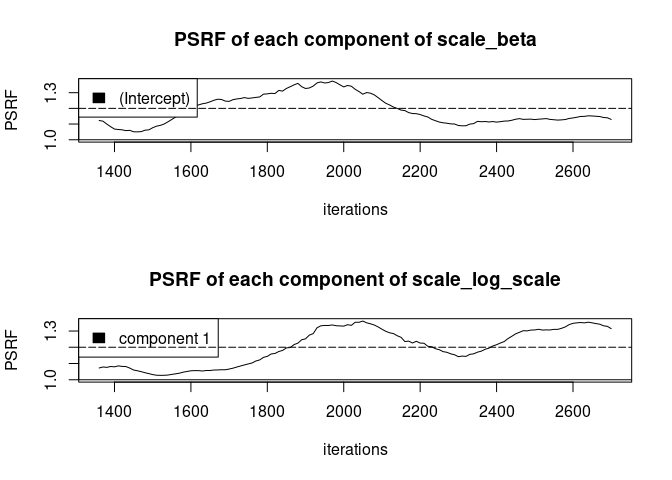 PSRF of each component of scale_beta
PSRF
1.0 1.3
(Intercept)
1400 1600 1800 2000 2200 2400 2600
iterations
PSRF of each component of scale_log_scale
PSRF
1.0 1.3
component 1
1400 1600 1800 2000 2200 2400 2600
iterations